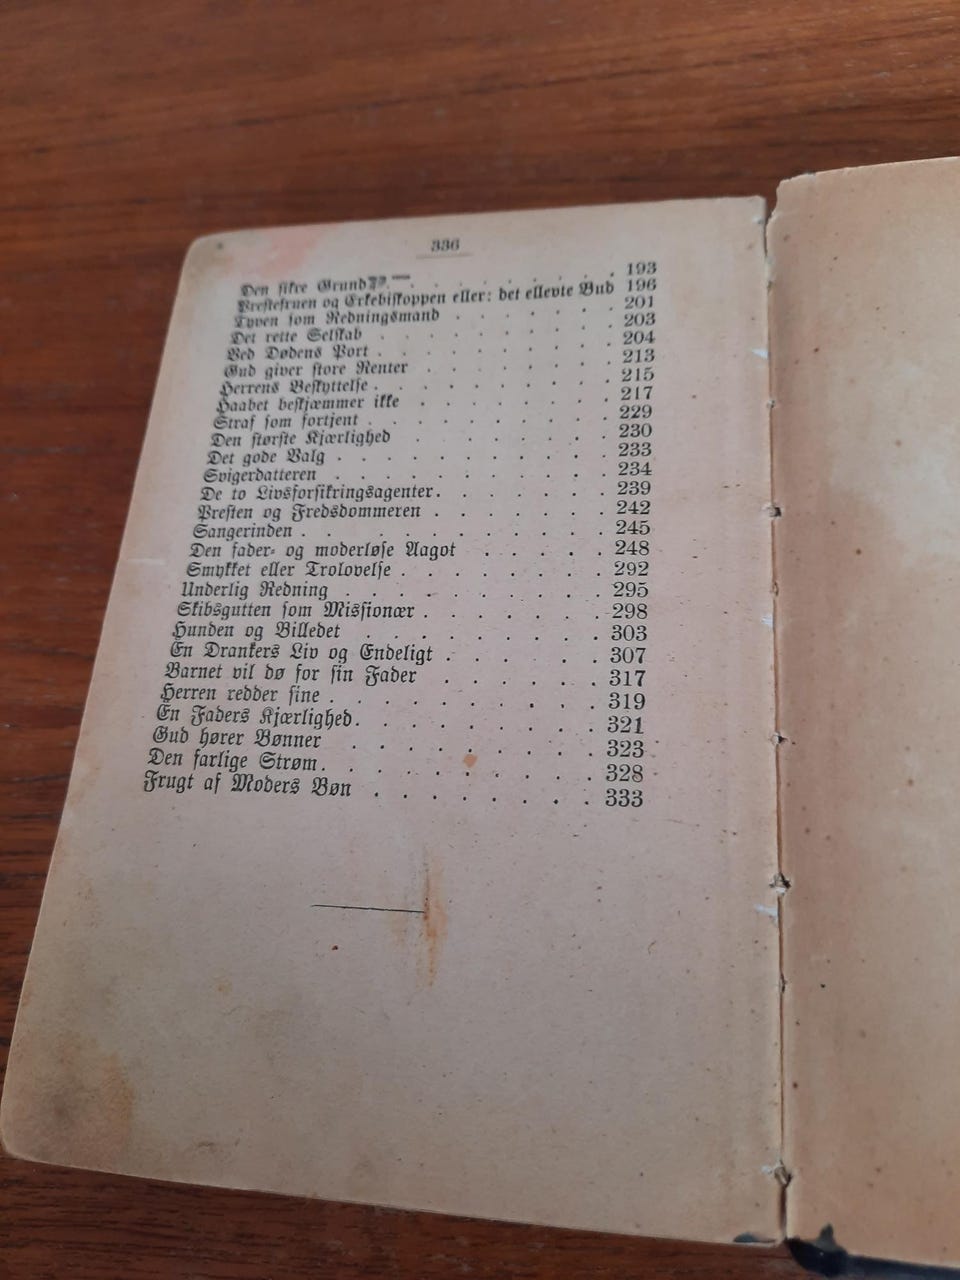 336
Den sikre Grund . . . . . . . . 193
Prestefruen og Erkebiskoppen eller: det ellevte Bud 196
Tyven som Redningsmand . . . . . . 201
Det rette Selskab . . . . . . . . 203
Ved Dødens Port . . . . . . . . 204
Gud giver store Renter . . . . . . . 213
Herrens Beskyttelse . . . . . . . . 215
Haabet beskjæmmer ikke . . . . . . . 217
Straf som fortjent . . . . . . . . . 229
Den største Kjærlighed . . . . . . . 230
Det gode Valg . . . . . . . . . . 233
Svigerdatteren . . . . . . . . . . 234
De to Livsforsikringsagenter . . . . . . 239
Presten og Fredsdommeren . . . . . . 242
Sangerinden . . . . . . . . . . . 245
Den fader- og moderløse Aagot . . . . . 248
Smykket eller Trolovelse . . . . . . . 292
Underlig Redning . . . . . . . . . 295
Skibsgutten som Missionær . . . . . . 298
Hunden og Billedet . . . . . . . . 303
En Drankers Liv og Endeligt . . . . . . 307
Barnet vil dø for sin Fader . . . . . . 317
Herren redder sine . . . . . . . . . 319
En Faders Kjærlighed . . . . . . . . 321
Gud hører Bønner . . . . . . . . . 323
Den farlige Strøm . . . . . . . . . 328
Frugt af Moders Bøn . . . . . . . . 333